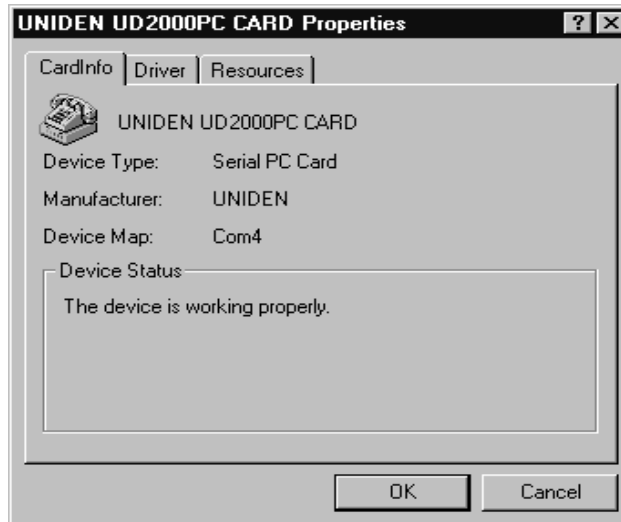 UNIDEN UD2000PC CARD Properties ? ×
CardInfo Driver Resources
UNIDEN UD2000PC CARD
Device Type: Serial PC Card
Manufacturer: UNIDEN
Device Map: Com4
Device Status
The device is working properly.
OK Cancel